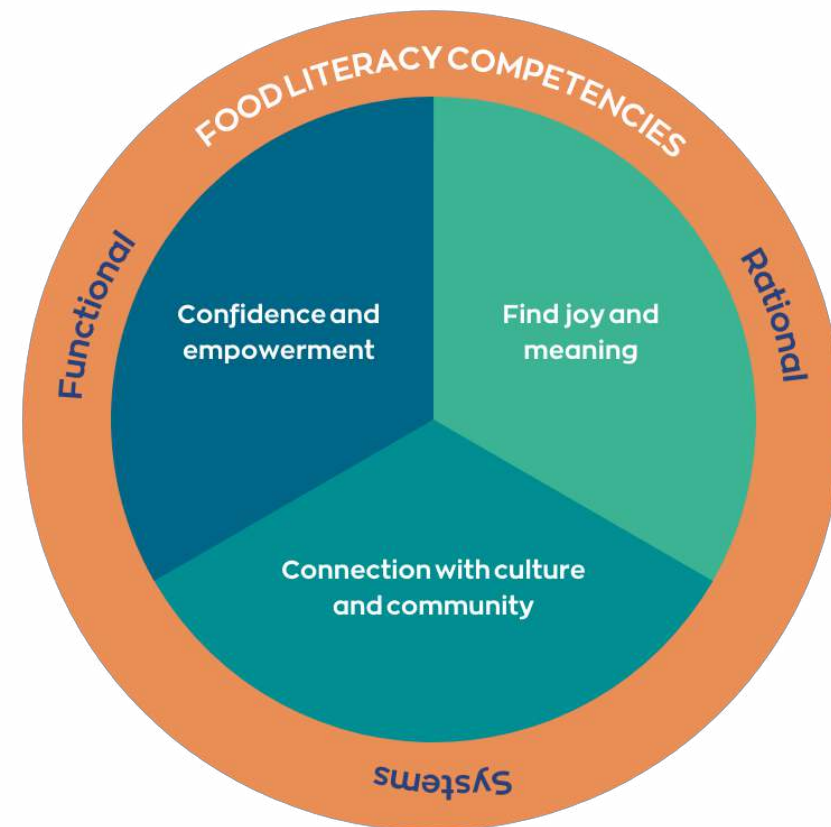 FOOD LITERACY COMPETENCIES
Functional
Rational
Confidence and
empowerment
Find joy and
meaning
Connection with culture
and community
Systems